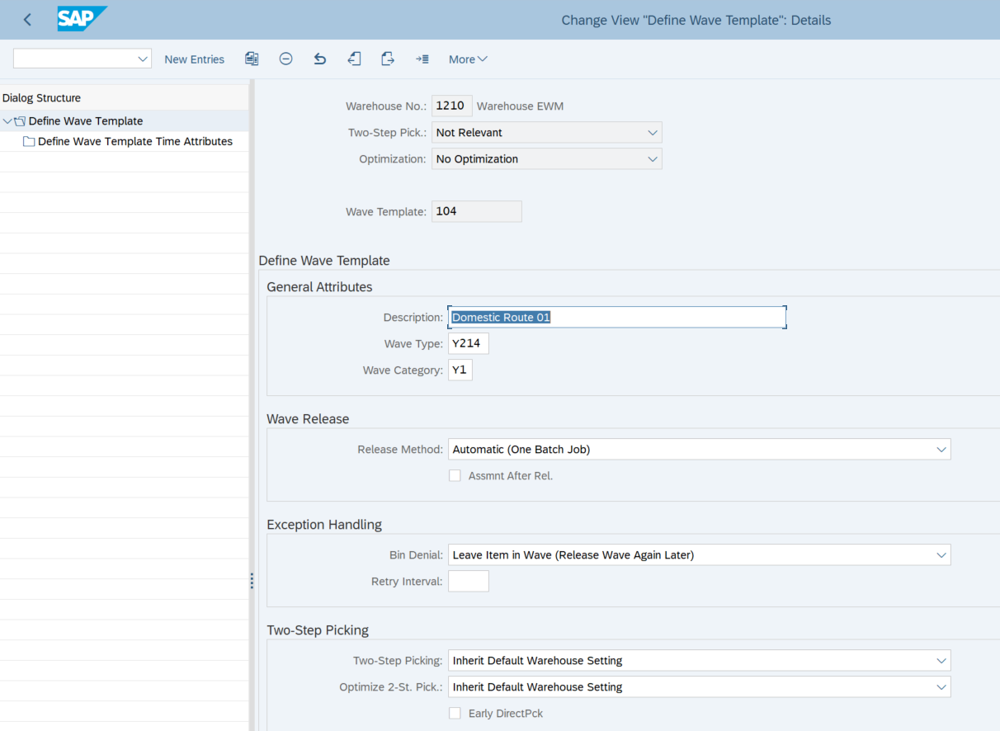 SAP
Change View "Define Wave Template": Details
New Entries
More
Dialog Structure
Define Wave Template
Define Wave Template Time Attributes
Warehouse No.: 1210 Warehouse EWM
Two-Step Pick.: Not Relevant
Optimization: No Optimization
Wave Template: 104
Define Wave Template
General Attributes
Description: Domestic Route 01
Wave Type: Y214
Wave Category: Y1
Wave Release
Release Method: Automatic (One Batch Job)
Assmnt After Rel.
Exception Handling
Bin Denial: Leave Item in Wave (Release Wave Again Later)
Retry Interval:
Two-Step Picking
Two-Step Picking: Inherit Default Warehouse Setting
Optimize 2-St. Pick.: Inherit Default Warehouse Setting
Early DirectPck